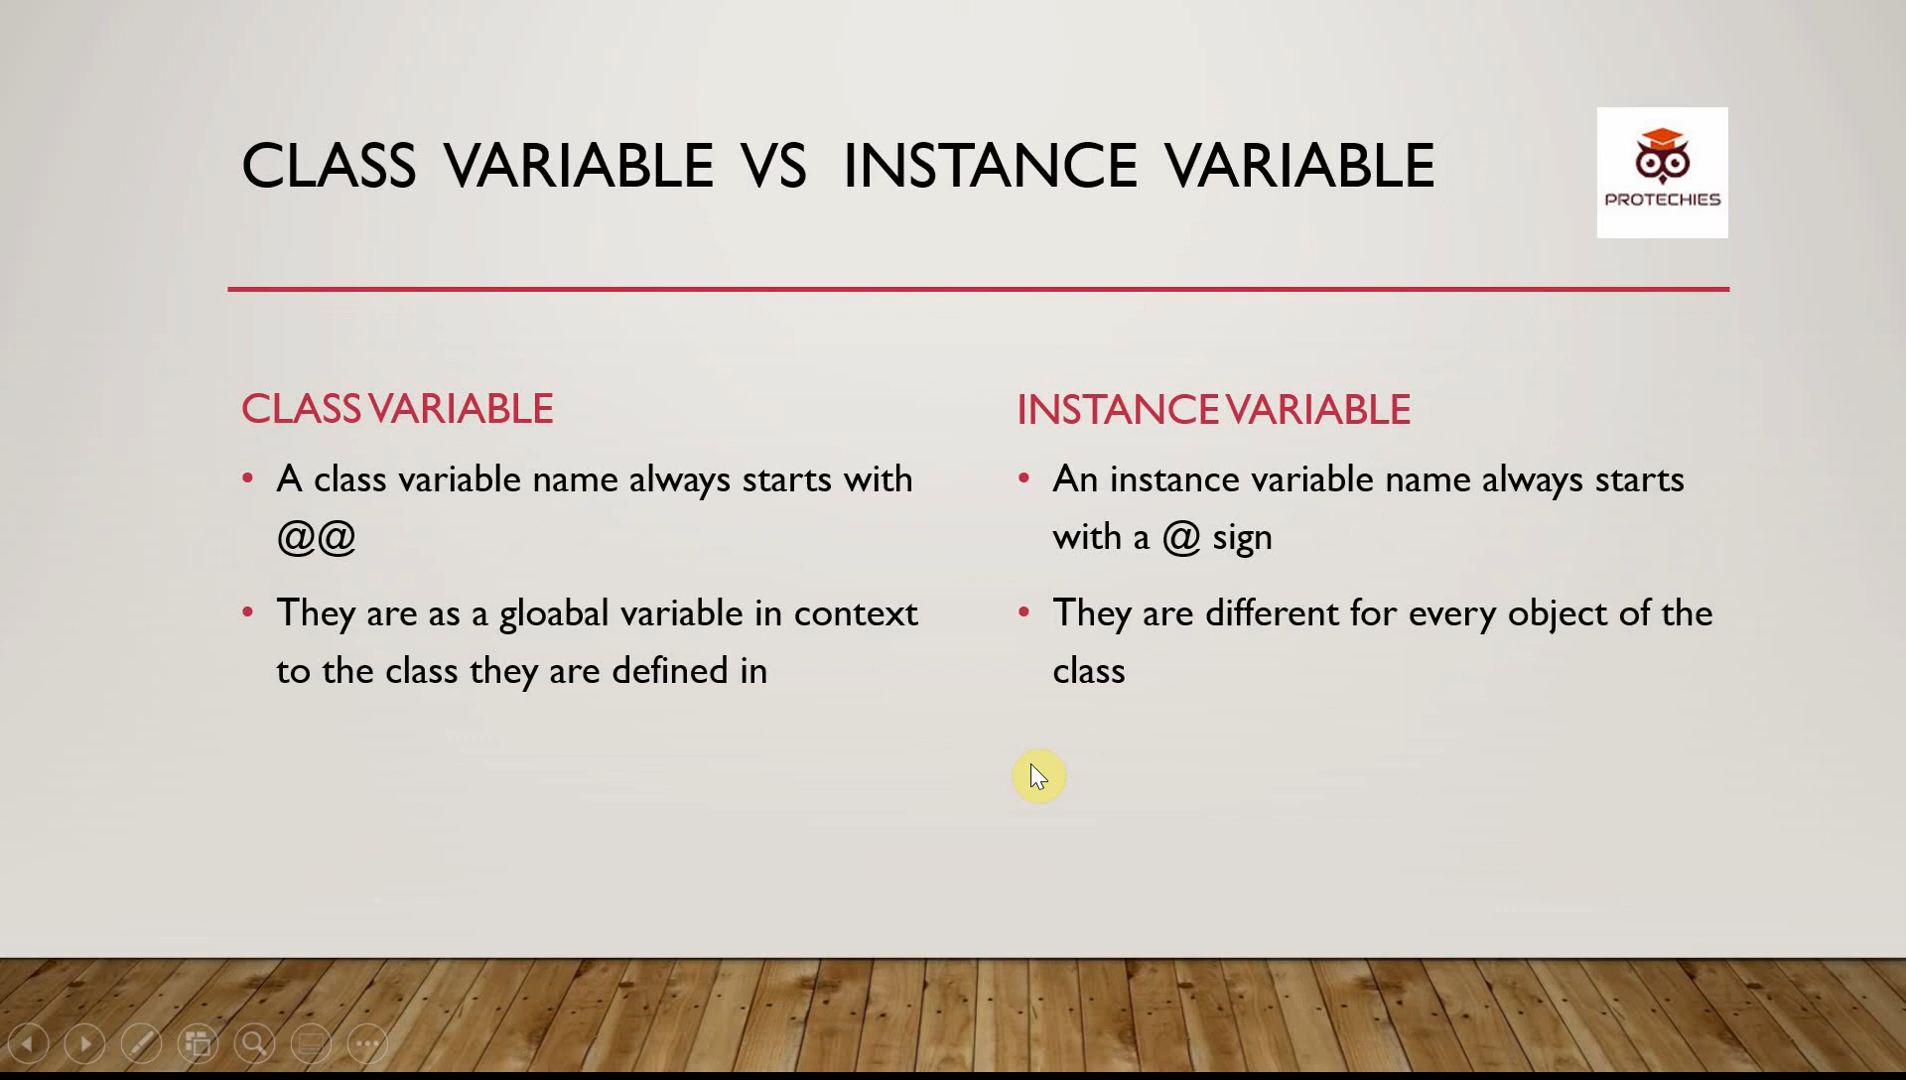 CLASS VARIABLE VS INSTANCE VARIABLE
PROTECHIES
CLASS VARIABLE
• A class variable name always starts with
@@
• They are as a gloabal variable in context
to the class they are defined in
INSTANCE VARIABLE
• An instance variable name always starts
with a @ sign
• They are different for every object of the
class